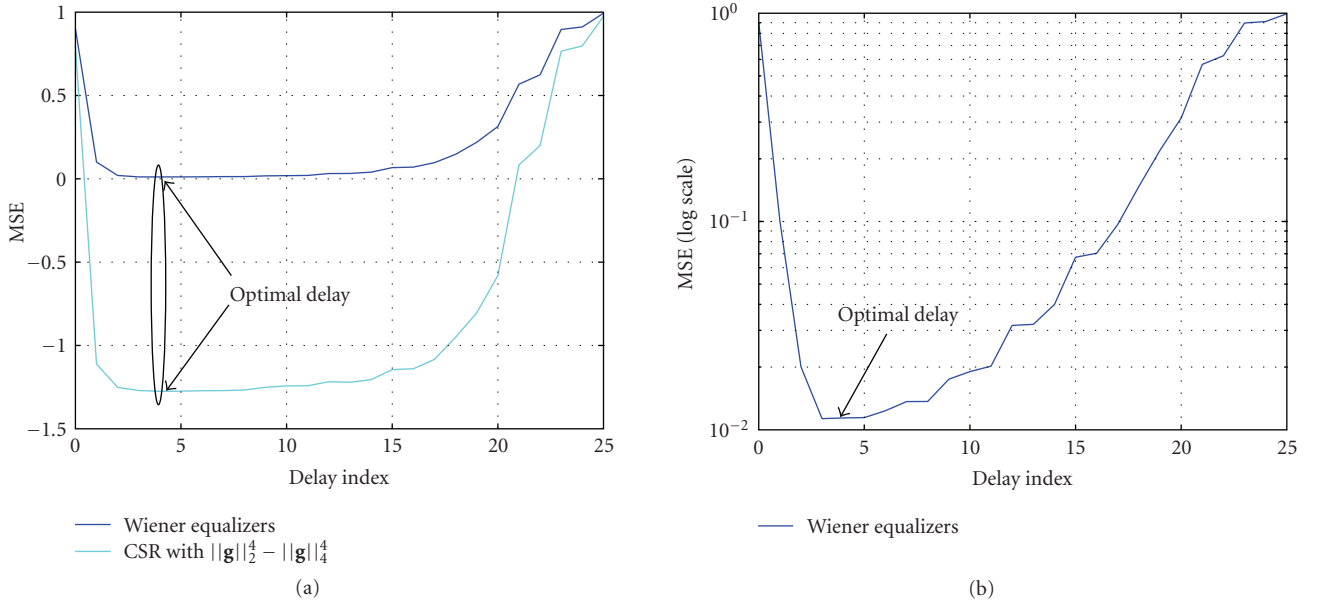 1
0.5
0
−0.5
−1
−1.5
MSE
0 5 10 15 20 25
Delay index
Optimal delay
Wiener equalizers
CSR with ||g||₂⁴ − ||g||₄⁴
(a)
10⁰
10⁻¹
10⁻²
MSE (log scale)
0 5 10 15 20 25
Delay index
Optimal delay
Wiener equalizers
(b)